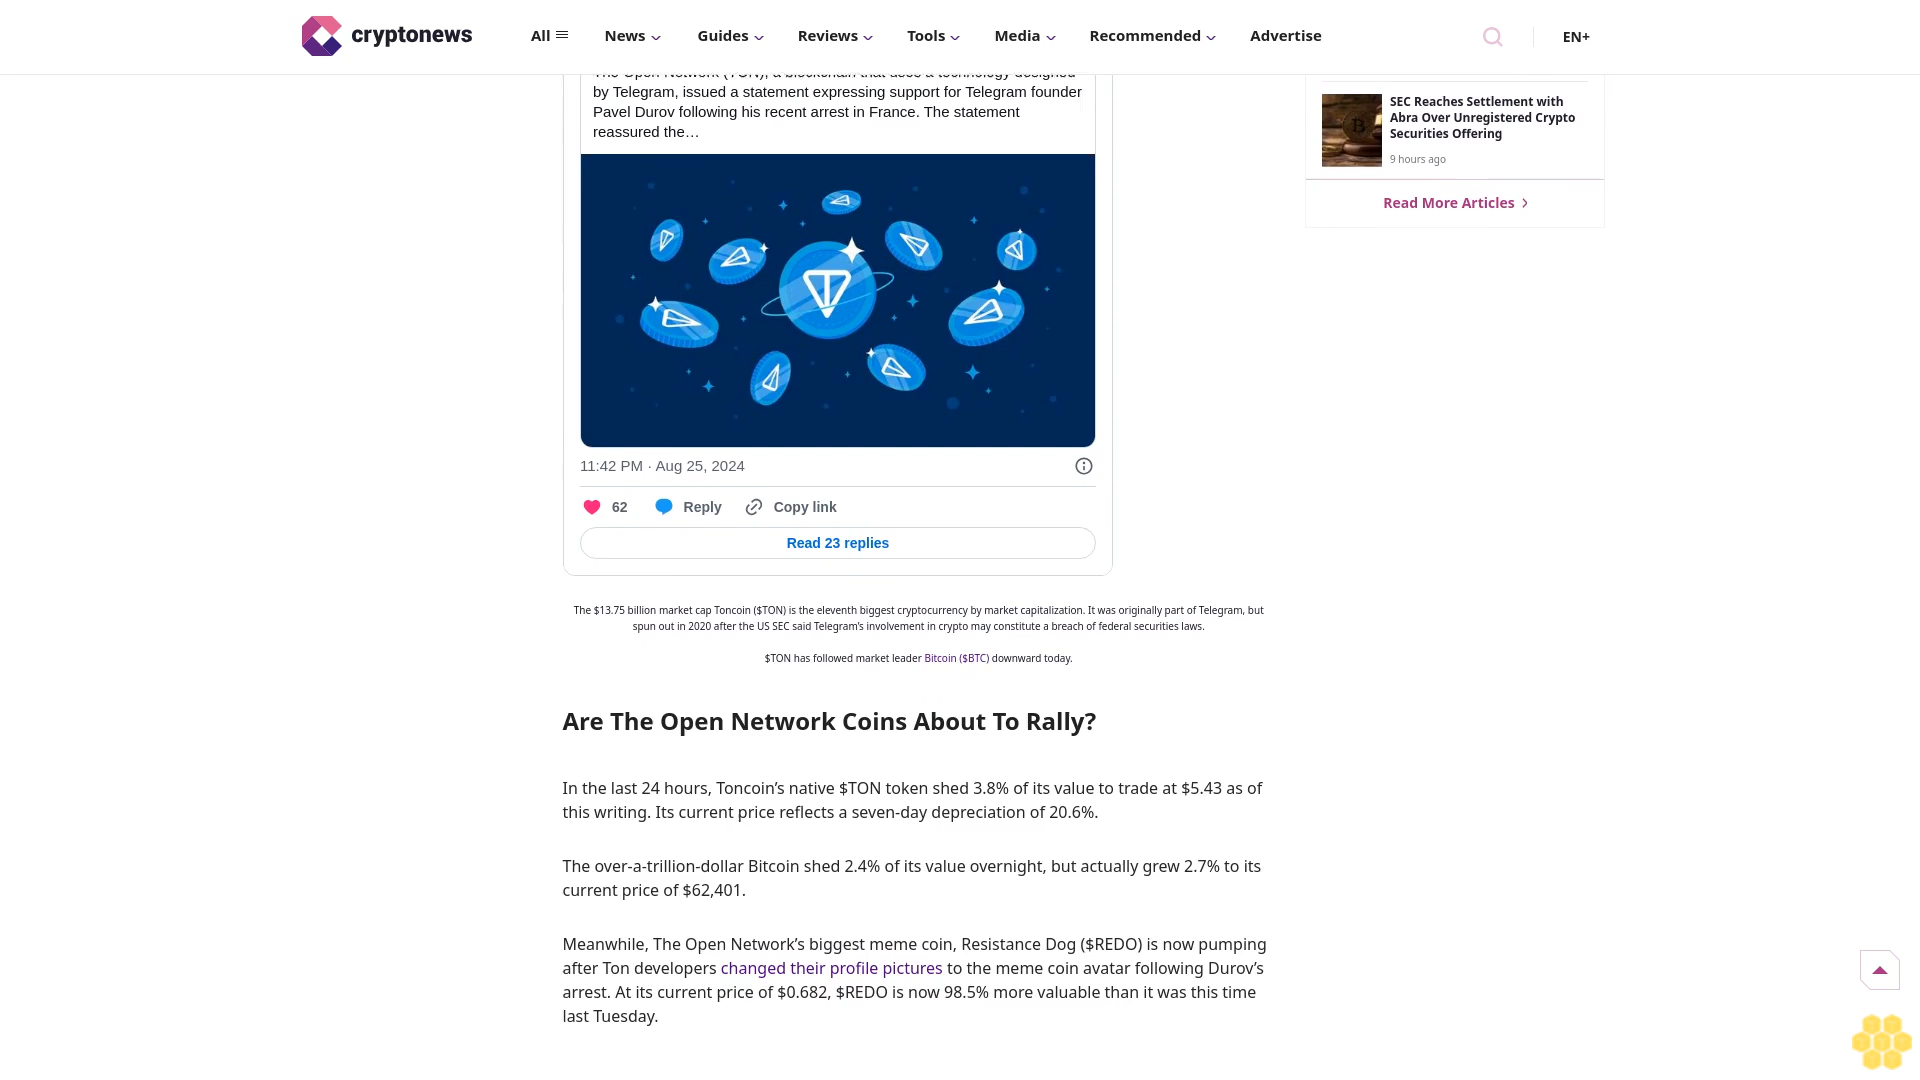 cryptonews
All
News
Guides
Reviews
Tools
Media
Recommended
Advertise
EN+
The Open Network (TON), a blockchain that uses a technology designed
by Telegram, issued a statement expressing support for Telegram founder
Pavel Durov following his recent arrest in France. The statement
reassured the…
11:42 PM · Aug 25, 2024
62
Reply
Copy link
Read 23 replies
The $13.75 billion market cap Toncoin ($TON) is the eleventh biggest cryptocurrency by market capitalization. It was originally part of Telegram, but
spun out in 2020 after the US SEC said Telegram’s involvement in crypto may constitute a breach of federal securities laws.
$TON has followed market leader Bitcoin ($BTC) downward today.
Are The Open Network Coins About To Rally?
In the last 24 hours, Toncoin’s native $TON token shed 3.8% of its value to trade at $5.43 as of
this writing. Its current price reflects a seven-day depreciation of 20.6%.
The over-a-trillion-dollar Bitcoin shed 2.4% of its value overnight, but actually grew 2.7% to its
current price of $62,401.
Meanwhile, The Open Network’s biggest meme coin, Resistance Dog ($REDO) is now pumping
after Ton developers changed their profile pictures to the meme coin avatar following Durov’s
arrest. At its current price of $0.682, $REDO is now 98.5% more valuable than it was this time
last Tuesday.
SEC Reaches Settlement with
Abra Over Unregistered Crypto
Securities Offering
9 hours ago
Read More Articles